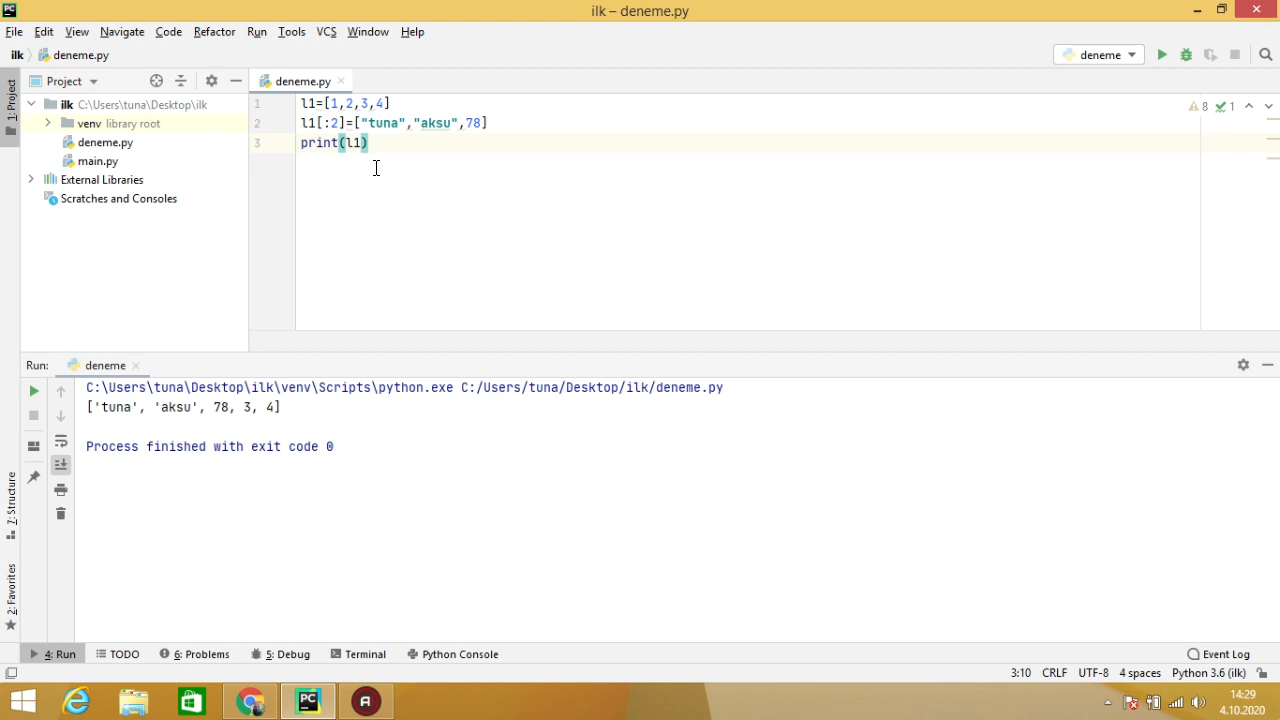 PC
ilk – deneme.py
File Edit View Navigate Code Refactor Run Tools VCS Window Help
ilk deneme.py
deneme
1: Project
Project
deneme.py
ilk C:\Users\tuna\Desktop\ilk
venv library root
deneme.py
main.py
External Libraries
Scratches and Consoles
1 l1=[1,2,3,4]
2 l1[:2]=["tuna","aksu",78]
3 print(l1)
8 1
Run: deneme
C:\Users\tuna\Desktop\ilk\venv\Scripts\python.exe C:/Users/tuna/Desktop/ilk/deneme.py
['tuna', 'aksu', 78, 3, 4]
Process finished with exit code 0
7: Structure
2: Favorites
4: Run TODO 6: Problems 5: Debug Terminal Python Console Event Log
3:10 CRLF UTF-8 4 spaces Python 3.6 (ilk)
PC
A
14:29
4.10.2020